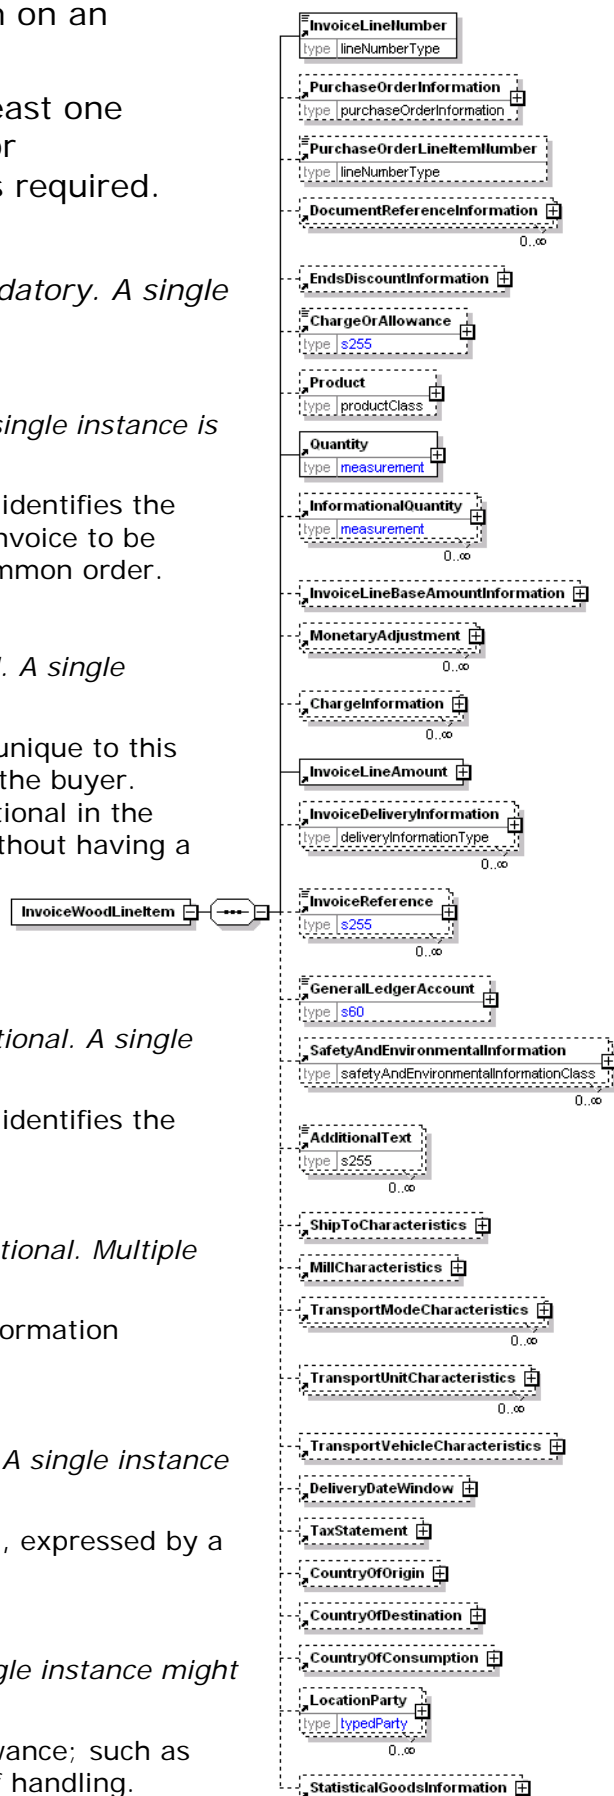 n on an
east one
or
s required.
datory. A single
single instance is
identifies the
nvoice to be
mmon order.
l. A single
unique to this
the buyer.
tional in the
ithout having a
tional. A single
identifies the
tional. Multiple
formation
A single instance
, expressed by a
gle instance might
wance; such as
f handling.
InvoiceWoodLineItem
InvoiceLineNumber
type lineNumberType
PurchaseOrderInformation
type purchaseOrderInformation
PurchaseOrderLineItemNumber
type lineNumberType
DocumentReferenceInformation
0..∞
EndsDiscountInformation
ChargeOrAllowance
type s255
Product
type productClass
Quantity
type measurement
InformationalQuantity
type measurement
0..∞
InvoiceLineBaseAmountInformation
MonetaryAdjustment
0..∞
ChargeInformation
0..∞
InvoiceLineAmount
InvoiceDeliveryInformation
type deliveryInformationType
0..∞
InvoiceReference
type s255
0..∞
GeneralLedgerAccount
type s60
SafetyAndEnvironmentalInformation
type safetyAndEnvironmentalInformationClass
0..∞
AdditionalText
type s255
0..∞
ShipToCharacteristics
MillCharacteristics
TransportModeCharacteristics
0..∞
TransportUnitCharacteristics
0..∞
TransportVehicleCharacteristics
DeliveryDateWindow
TaxStatement
CountryOfOrigin
CountryOfDestination
CountryOfConsumption
LocationParty
type typedParty
0..∞
StatisticalGoodsInformation